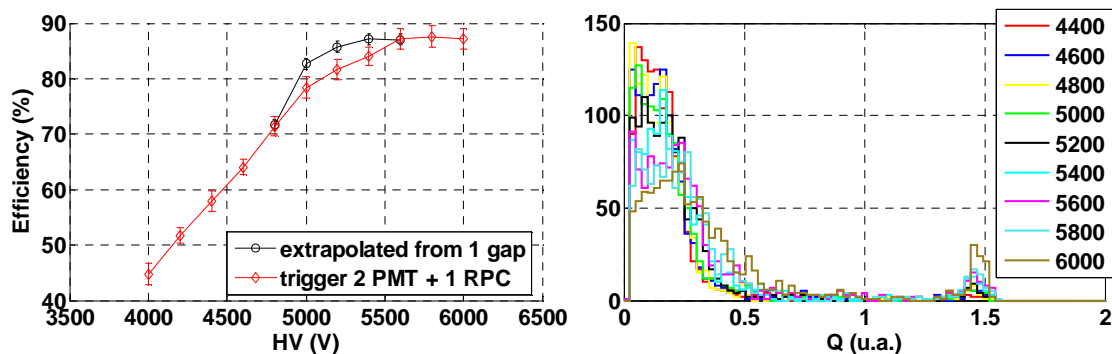 90
80
70
60
50
40
Efficiency (%)
3500 4000 4500 5000 5500 6000 6500
HV (V)
extrapolated from 1 gap
trigger 2 PMT + 1 RPC
150
100
50
0
0 0.5 1 1.5 2
Q (u.a.)
4400
4600
4800
5000
5200
5400
5600
5800
6000